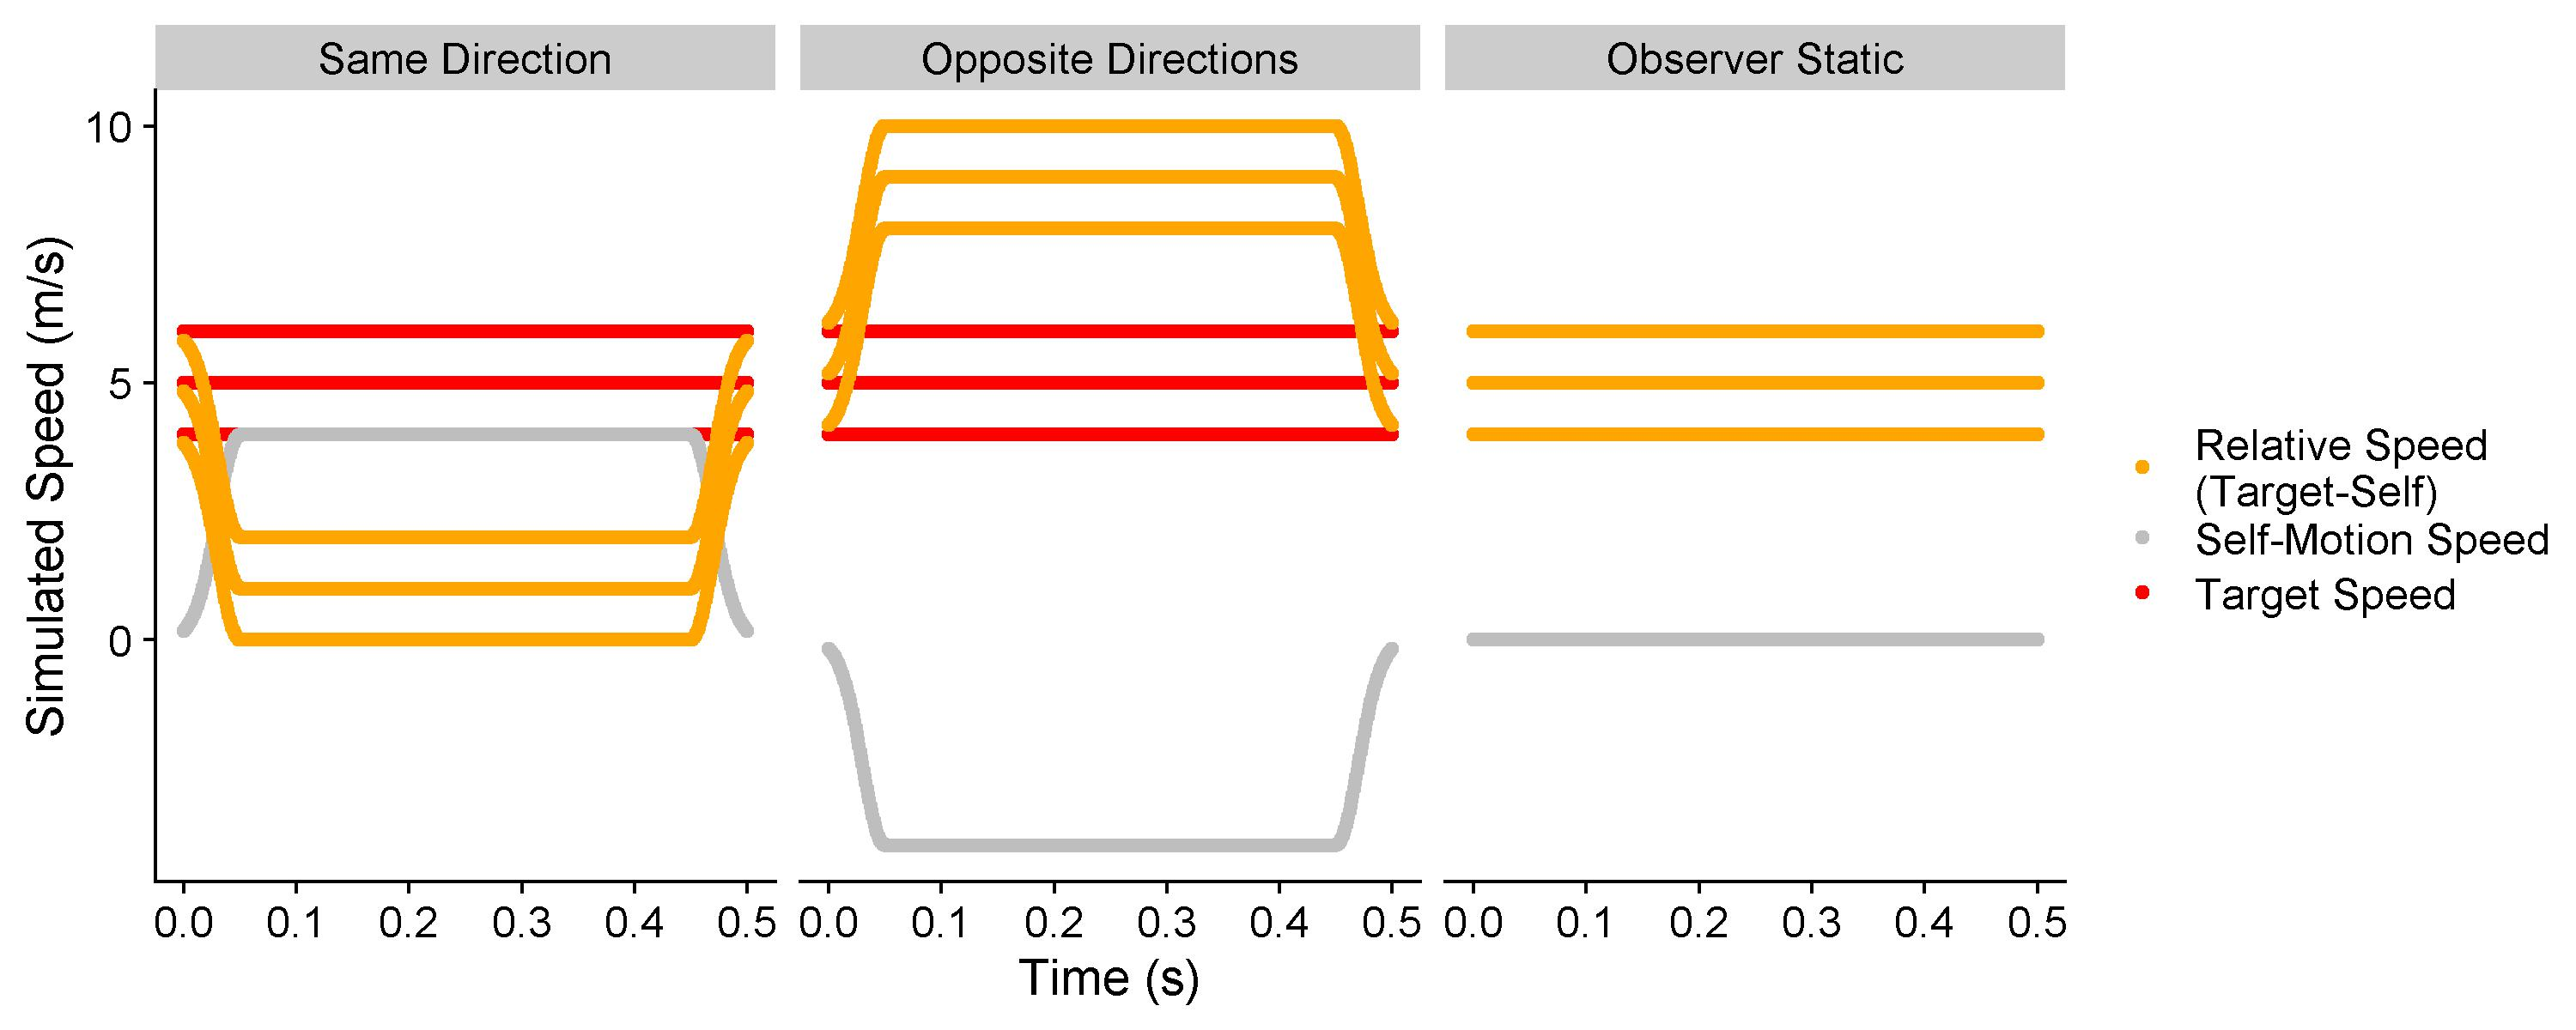 Same Direction
Opposite Directions
Observer Static
Simulated Speed (m/s)
10
5
0
0.0 0.1 0.2 0.3 0.4 0.5
0.0 0.1 0.2 0.3 0.4 0.5
0.0 0.1 0.2 0.3 0.4 0.5
Time (s)
Relative Speed
(Target-Self)
Self-Motion Speed
Target Speed